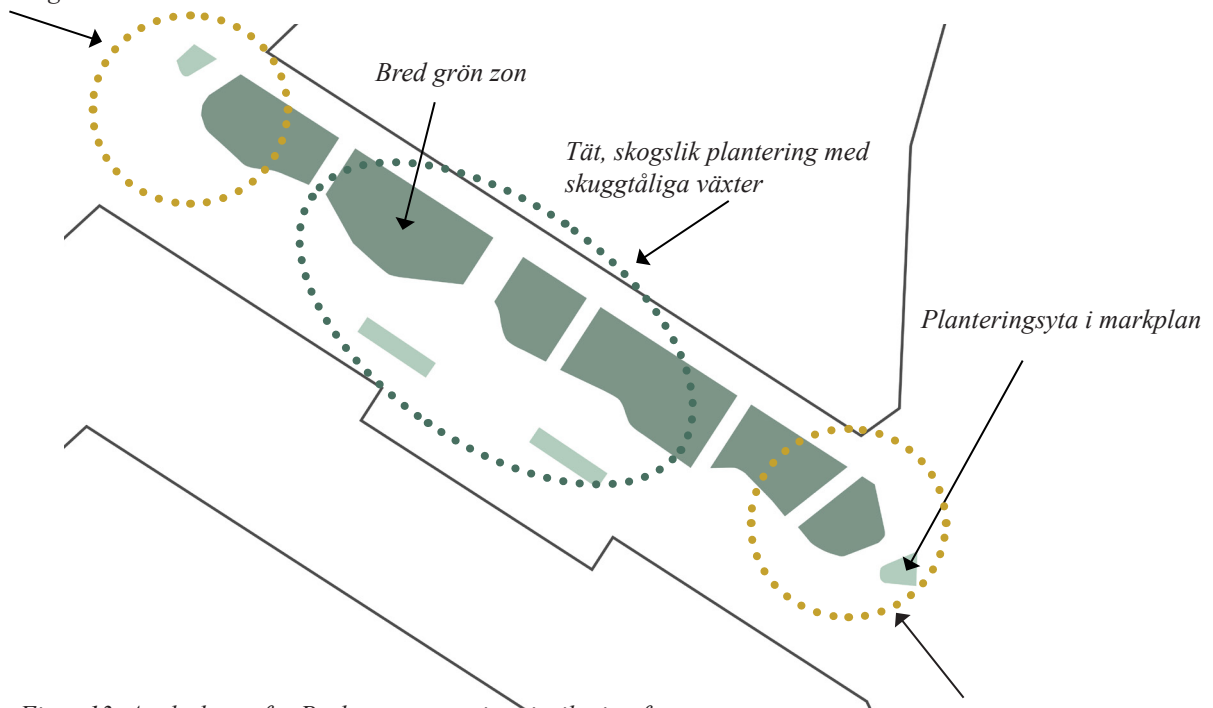 Bred grön zon
Tät, skogslik plantering med
skuggtåliga växter
Planteringsyta i markplan